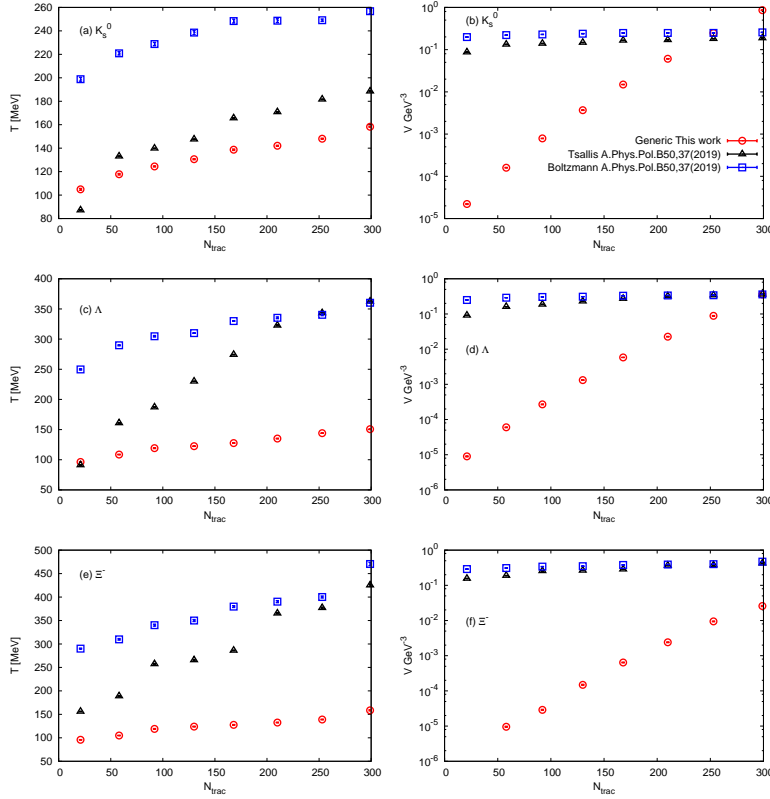 (a) K_s^0
T [MeV]
260
240
220
200
180
160
140
120
100
80
0 50 100 150 200 250 300
N_trac
(b) K_s^0
V GeV^-3
10^0
10^-1
10^-2
10^-3
10^-4
10^-5
Generic This work
Tsallis A.Phys.Pol.B50,37(2019)
Boltzmann A.Phys.Pol.B50,37(2019)
0 50 100 150 200 250 300
N_trac
(c) Λ
T [MeV]
400
350
300
250
200
150
100
50
0 50 100 150 200 250 300
N_trac
(d) Λ
V GeV^-3
10^0
10^-1
10^-2
10^-3
10^-4
10^-5
10^-6
0 50 100 150 200 250 300
N_trac
(e) Ξ^-
T [MeV]
500
450
400
350
300
250
200
150
100
50
0 50 100 150 200 250 300
N_trac
(f) Ξ^-
V GeV^-3
10^0
10^-1
10^-2
10^-3
10^-4
10^-5
10^-6
0 50 100 150 200 250 300
N_trac